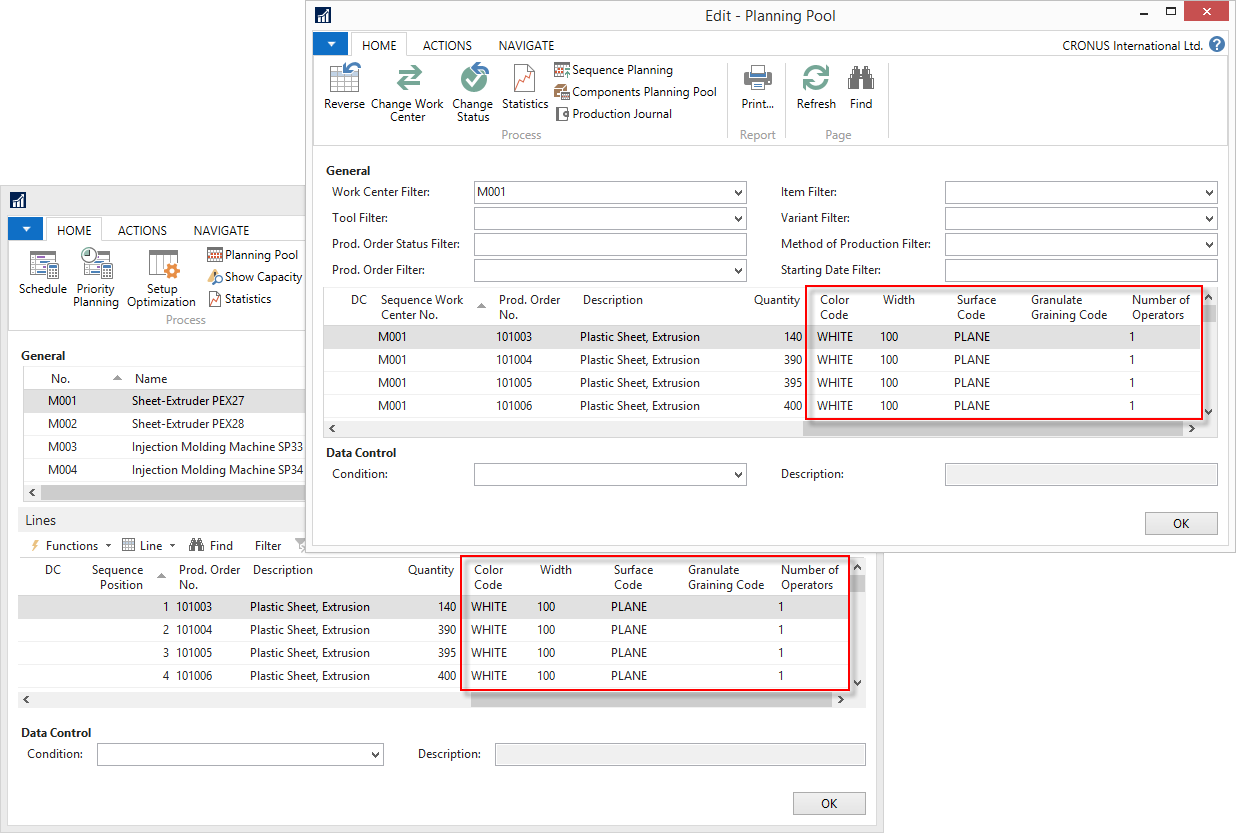 Edit - Planning Pool
HOME ACTIONS NAVIGATE CRONUS International Ltd. ?
Reverse
Change Work
Center
Change
Status
Statistics
Sequence Planning
Components Planning Pool
Production Journal
Print...
Refresh
Find
Process Report Page
General
Work Center Filter: M001 Item Filter:
Tool Filter: Variant Filter:
Prod. Order Status Filter: Method of Production Filter:
Prod. Order Filter: Starting Date Filter:
DC Sequence Work Prod. Order Description Quantity Color Width Surface Granulate Number of
Center No. No. Code Code Graining Code Operators
M001 101003 Plastic Sheet, Extrusion 140 WHITE 100 PLANE 1
M001 101004 Plastic Sheet, Extrusion 390 WHITE 100 PLANE 1
M001 101005 Plastic Sheet, Extrusion 395 WHITE 100 PLANE 1
M001 101006 Plastic Sheet, Extrusion 400 WHITE 100 PLANE 1
Data Control
Condition: Description:
OK
HOME ACTIONS NAVIGATE
Schedule
Priority
Planning
Setup
Optimization
Planning Pool
Show Capacity
Statistics
Process
General
No. Name
M001 Sheet-Extruder PEX27
M002 Sheet-Extruder PEX28
M003 Injection Molding Machine SP33
M004 Injection Molding Machine SP34
Lines
Functions Line Find Filter
DC Sequence Prod. Order Description Quantity Color Width Surface Granulate Number of
Position No. Code Code Graining Code Operators
1 101003 Plastic Sheet, Extrusion 140 WHITE 100 PLANE 1
2 101004 Plastic Sheet, Extrusion 390 WHITE 100 PLANE 1
3 101005 Plastic Sheet, Extrusion 395 WHITE 100 PLANE 1
4 101006 Plastic Sheet, Extrusion 400 WHITE 100 PLANE 1
Data Control
Condition: Description:
OK